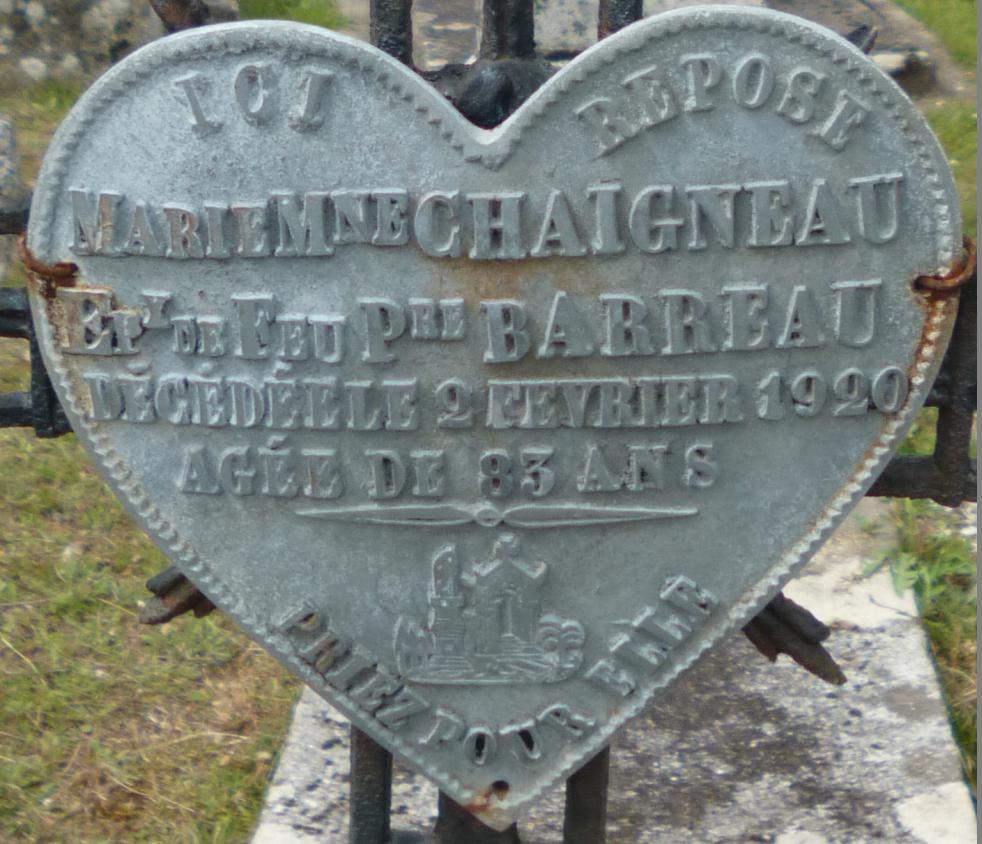 ICI REPOSE
MARIE MNE CHAIGNEAU
EPZ DE FEU PRE BARREAU
DÉCÉDÉE LE 2 FEVRIER 1920
AGÉE DE 83 ANS
PRIEZ POUR ELLE